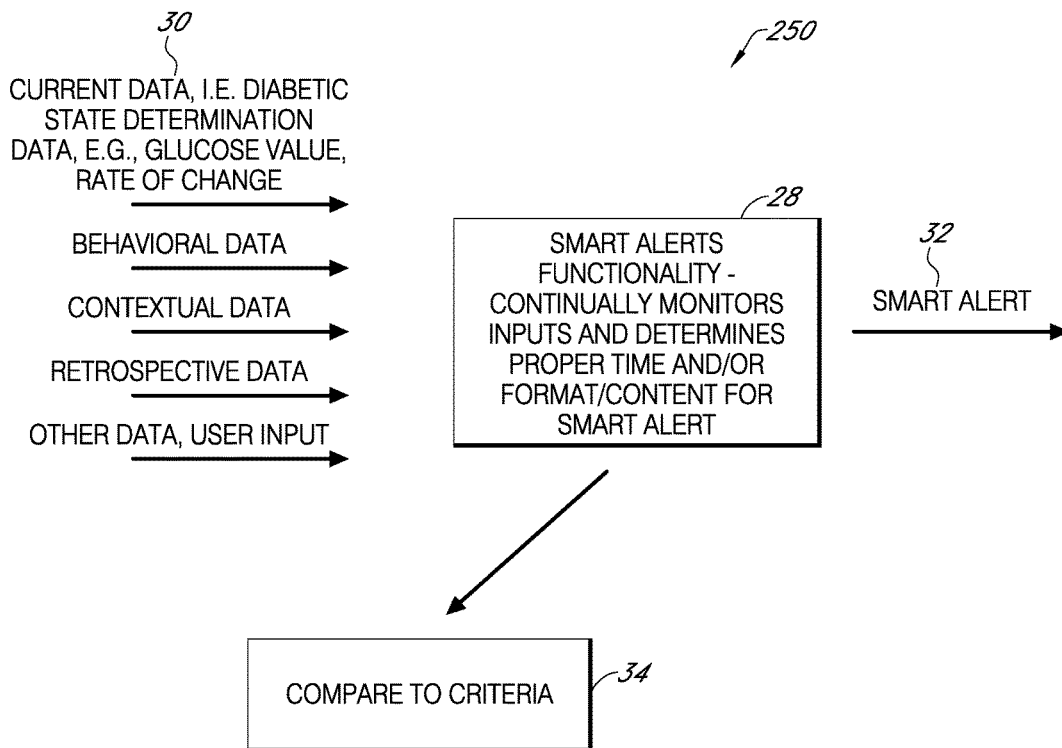 30
250
CURRENT DATA, I.E. DIABETIC
STATE DETERMINATION
DATA, E.G., GLUCOSE VALUE,
RATE OF CHANGE
BEHAVIORAL DATA
CONTEXTUAL DATA
RETROSPECTIVE DATA
OTHER DATA, USER INPUT
28
SMART ALERTS
FUNCTIONALITY -
CONTINUALLY MONITORS
INPUTS AND DETERMINES
PROPER TIME AND/OR
FORMAT/CONTENT FOR
SMART ALERT
32
SMART ALERT
COMPARE TO CRITERIA
34